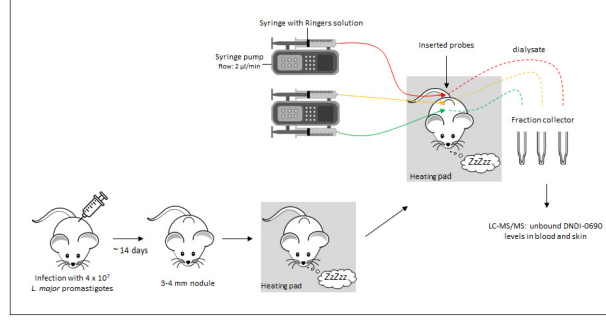 Syringe with Ringers solution
Inserted probes
dialysate
Syringe pump
flow: 2 µl/min
Fraction collector
ZzZzz
Heating pad
LC-MS/MS: unbound DNDI-0690
levels in blood and skin
~ 14 days
Infection with 4 x 10⁷
L. major promastigotes
3-4 mm nodule
ZzZzz
Heating pad